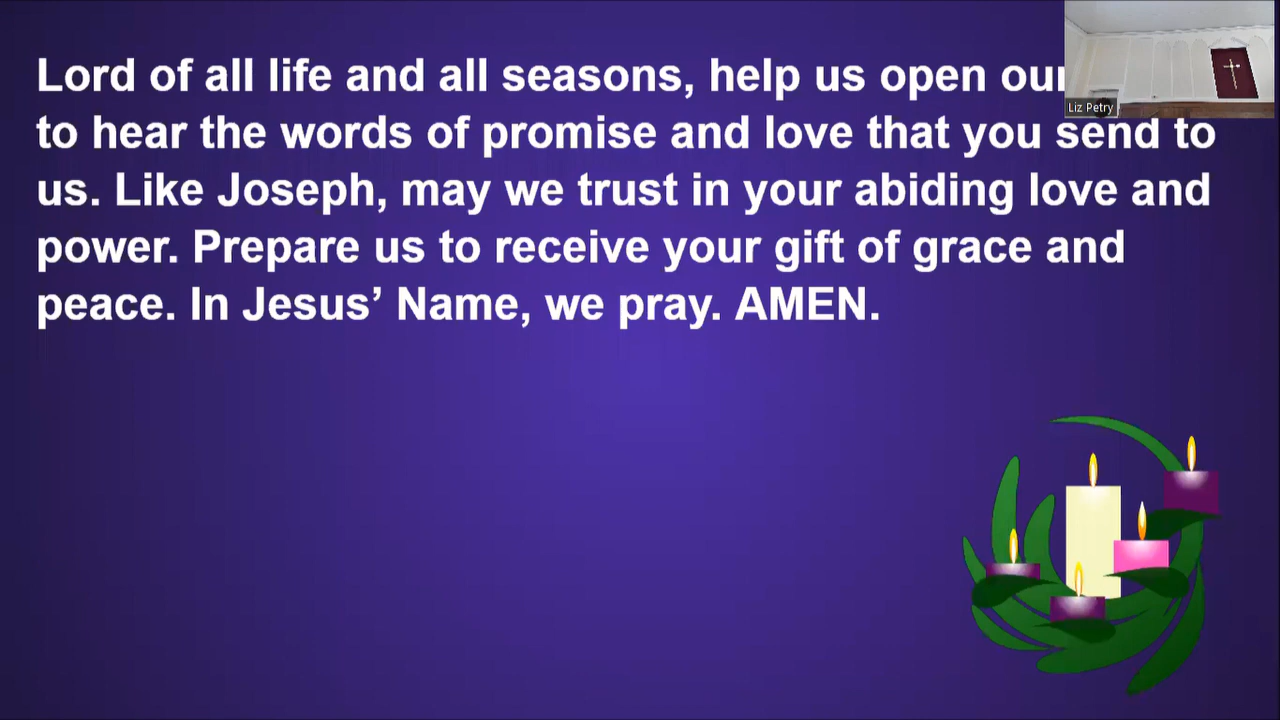 Lord of all life and all seasons, help us open our
Liz Petry
to hear the words of promise and love that you send to
us. Like Joseph, may we trust in your abiding love and
power. Prepare us to receive your gift of grace and
peace. In Jesus’ Name, we pray. AMEN.